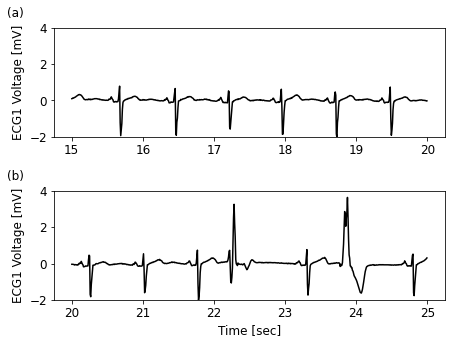 (a)
ECG1 Voltage [mV]
4
2
0
−2
15 16 17 18 19 20
(b)
ECG1 Voltage [mV]
4
2
0
−2
20 21 22 23 24 25
Time [sec]